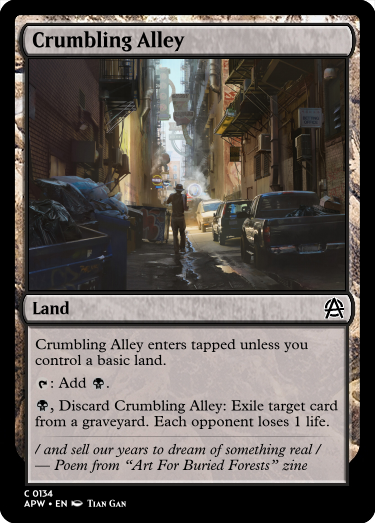 Crumbling Alley
Land
Crumbling Alley enters tapped unless you
control a basic land.
: Add .
, Discard Crumbling Alley: Exile target card
from a graveyard. Each opponent loses 1 life.
/ and sell our years to dream of something real /
— Poem from “Art For Buried Forests” zine
C 0134
APW • EN Tian Gan